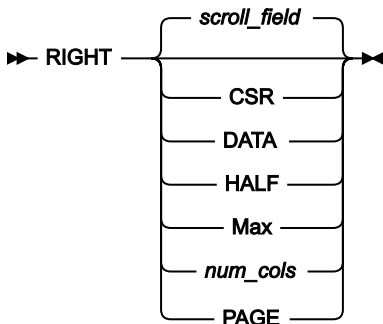 scroll_field
RIGHT
CSR
DATA
HALF
Max
num_cols
PAGE